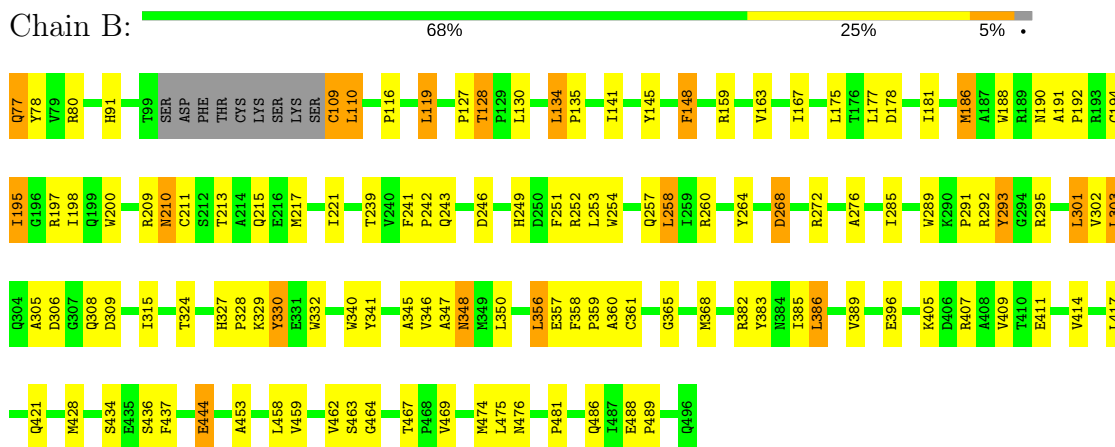 Chain B:
68% 25% 5% •
Q77 Y78 V79 R80 H91 T99 SER ASP PHE THR CYS LYS SER LYS SER C109 L110 P116 L119 P127 T128 P129 L130 L134 P135 I141 Y145 F148 R159 V163 I167 L175 T176 L177 D178 I181 M186 A187 W188 R189 N190 A191 P192 R193 C194
I195 G196 R197 I198 Q199 W200 R209 N210 C211 S212 T213 A214 Q215 E216 M217 I221 T239 V240 F241 P242 Q243 D246 H249 D250 F251 R252 L253 W254 Q257 L258 I259 R260 Y264 D268 R272 A276 I285 W289 K290 P291 R292 Y293 G294 R295 L301 V302 L303
Q304 A305 D306 G307 Q308 D309 I315 T324 H327 P328 K329 Y330 E331 W332 W340 Y341 A345 V346 A347 N348 M349 L350 L356 E357 F358 P359 A360 C361 G365 M368 R382 Y383 N384 I385 L386 V389 E396 K405 D406 R407 A408 V409 T410 E411 V414 L417
Q421 M428 S434 E435 S436 F437 E444 A453 L458 V459 V462 S463 G464 T467 P468 V469 M474 L475 N476 P481 Q486 I487 E488 P489 Q496